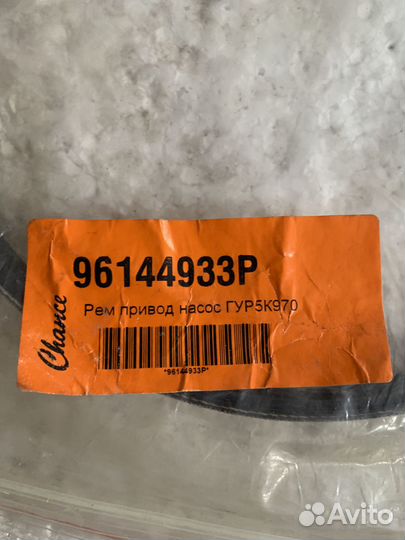 Chance
96144933P
Рем привод насос ГУР5К970
*96144933P*
Avito